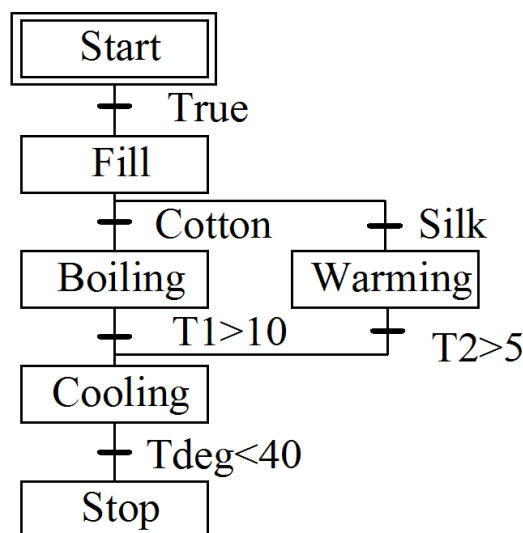 Start
True
Fill
Cotton
Silk
Boiling
Warming
T1>10
T2>5
Cooling
Tdeg<40
Stop